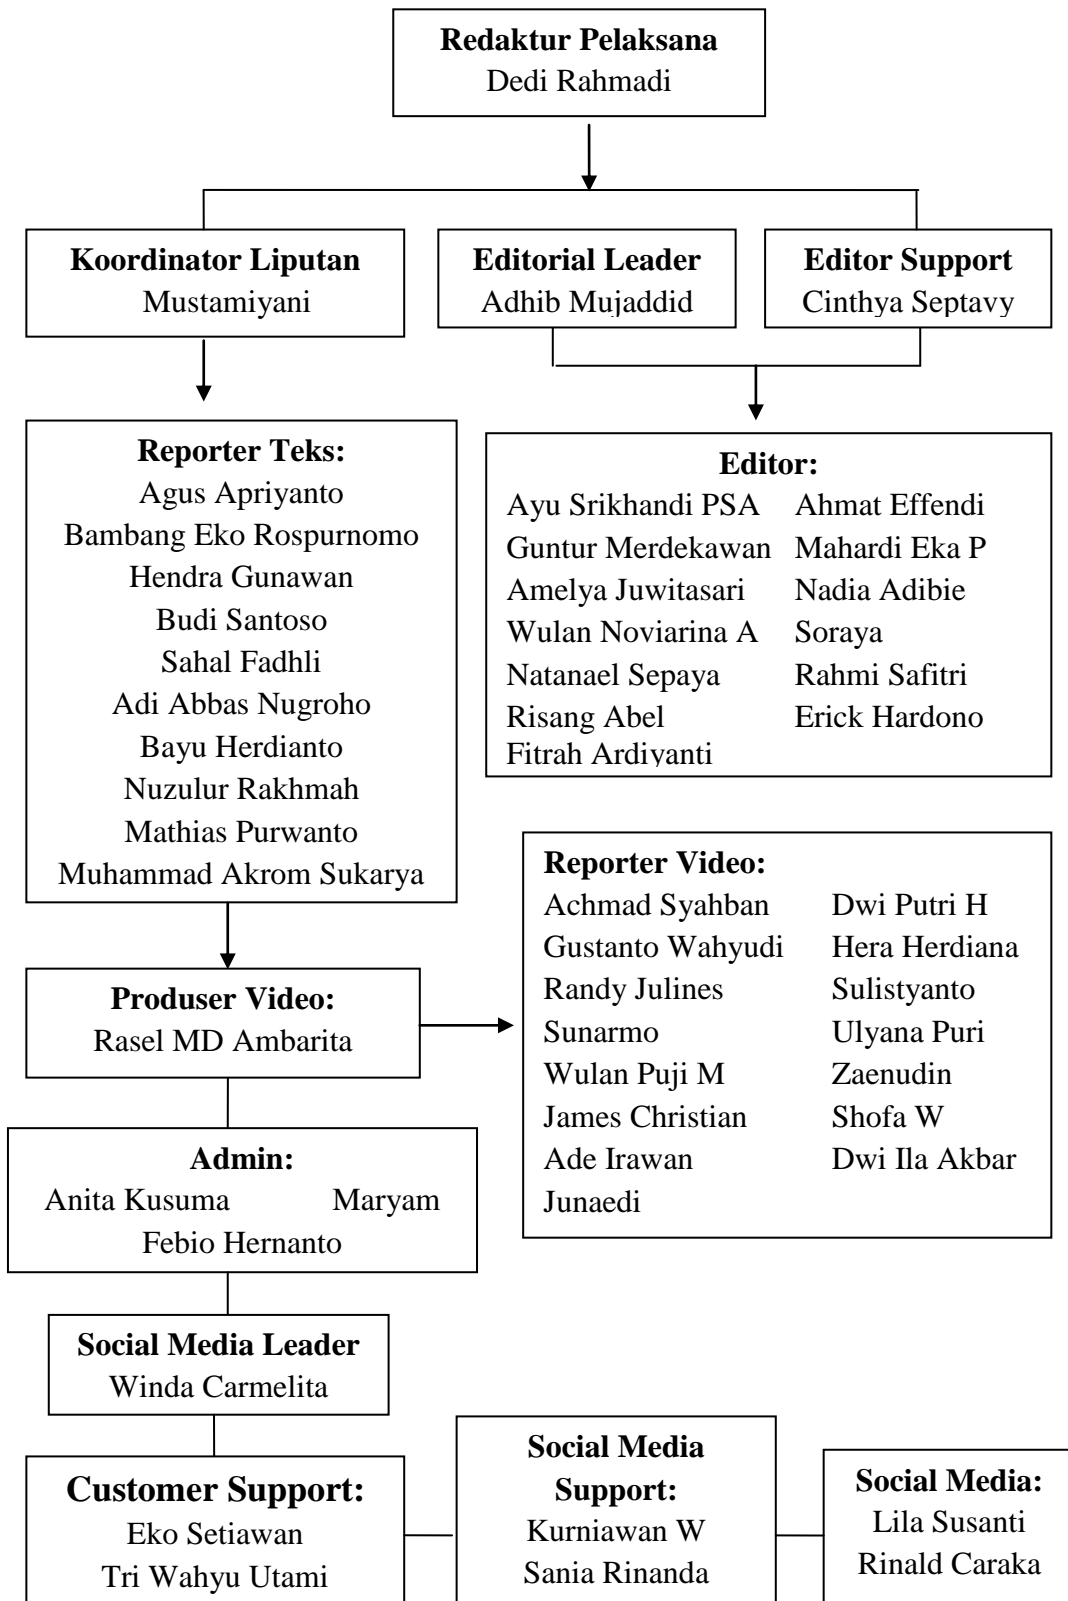 Redaktur Pelaksana
Dedi Rahmadi
Koordinator Liputan
Mustamiyani
Editorial Leader
Adhib Mujaddid
Editor Support
Cinthya Septavy
Reporter Teks:
Agus Apriyanto
Bambang Eko Rospurnomo
Hendra Gunawan
Budi Santoso
Sahal Fadhli
Adi Abbas Nugroho
Bayu Herdianto
Nuzulur Rakhmah
Mathias Purwanto
Muhammad Akrom Sukarya
Editor:
Ayu Srikhandi PSA Ahmat Effendi
Guntur Merdekawan Mahardi Eka P
Amelya Juwitasari Nadia Adibie
Wulan Noviarina A Soraya
Natanael Sepaya Rahmi Safitri
Risang Abel Erick Hardono
Fitrah Ardiyanti
Produser Video:
Rasel MD Ambarita
Reporter Video:
Achmad Syahban Dwi Putri H
Gustanto Wahyudi Hera Herdiana
Randy Julines Sulistyanto
Sunarmo Ulyana Puri
Wulan Puji M Zaenudin
James Christian Shofa W
Ade Irawan Dwi Ila Akbar
Junaedi
Admin:
Anita Kusuma Maryam
Febio Hernanto
Social Media Leader
Winda Carmelita
Customer Support:
Eko Setiawan
Tri Wahyu Utami
Social Media
Support:
Kurniawan W
Sania Rinanda
Social Media:
Lila Susanti
Rinald Caraka